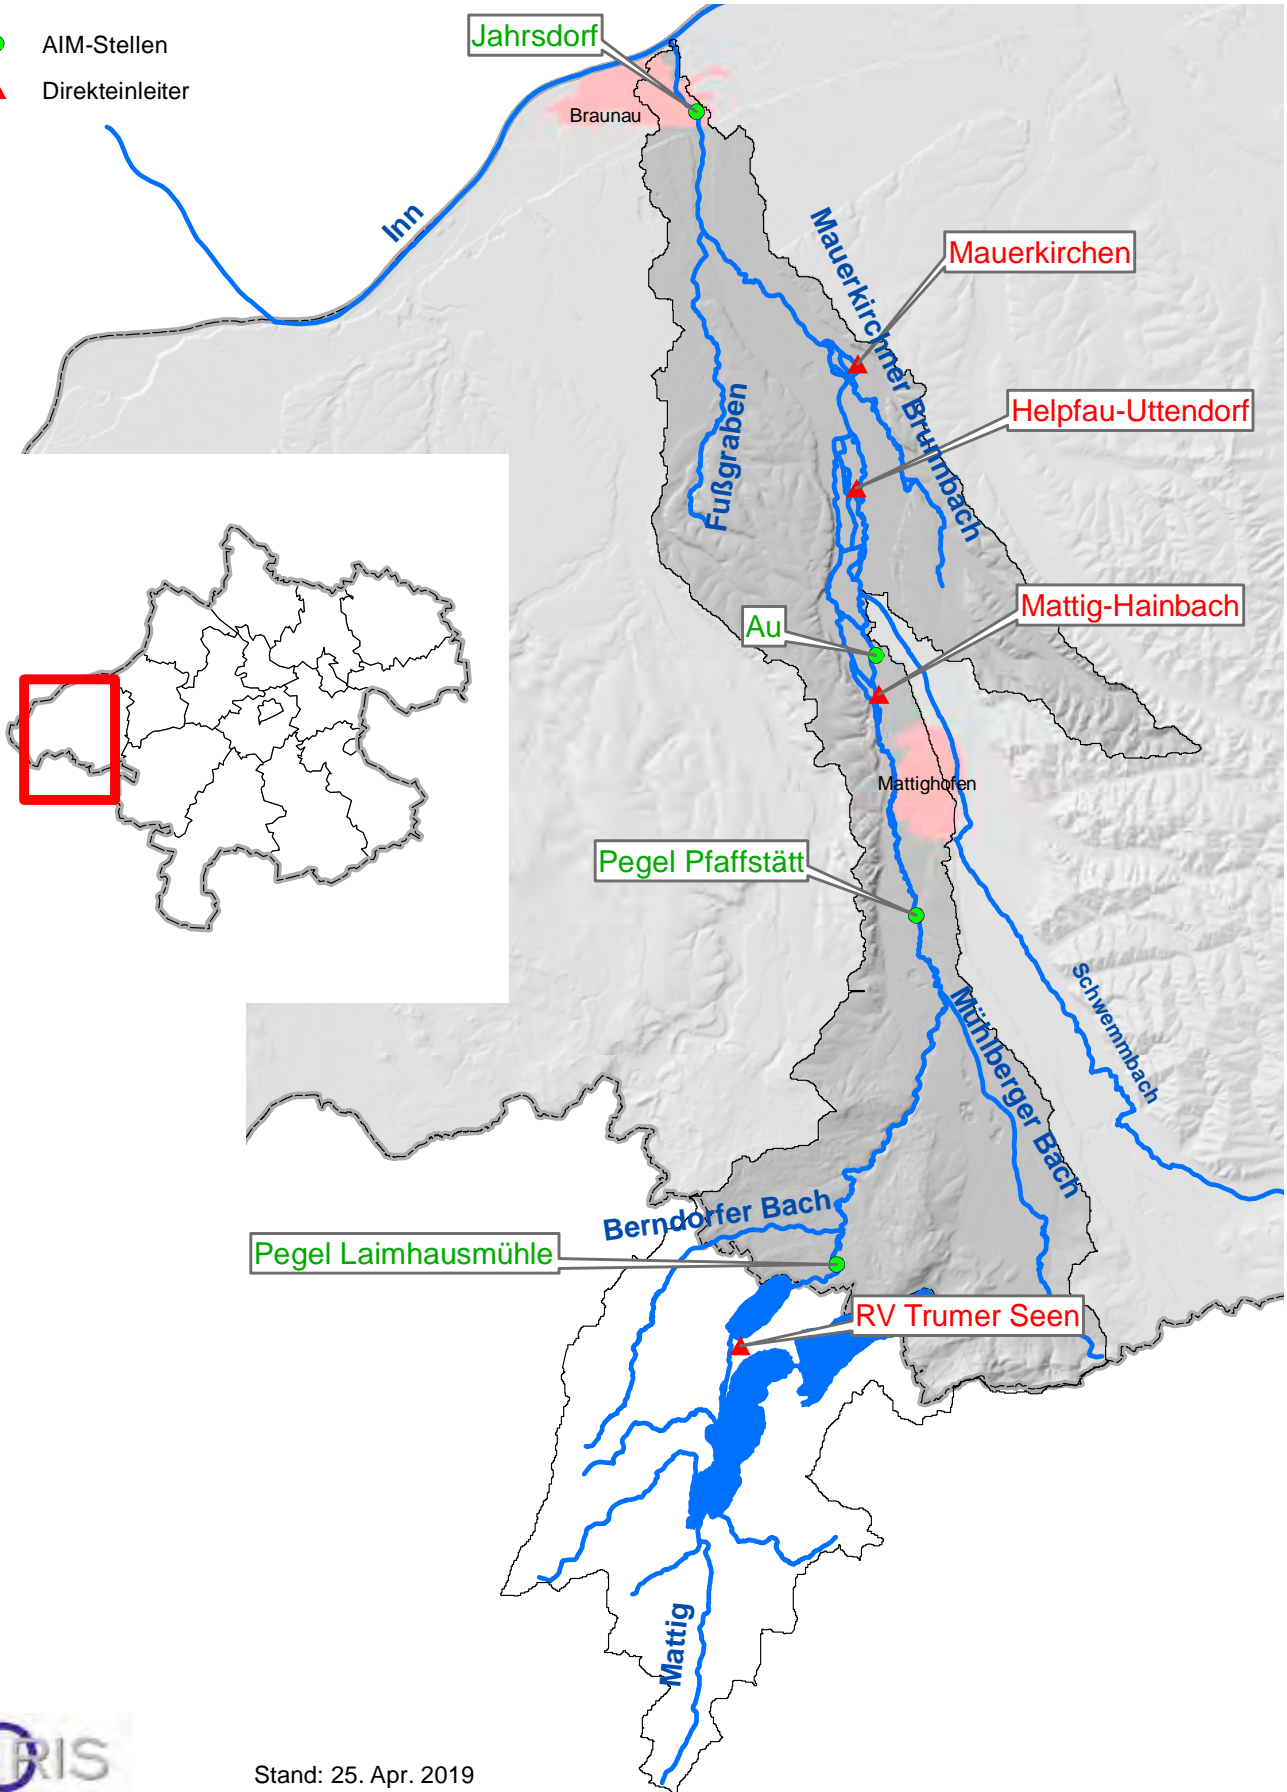 AIM-Stellen
Direkteinleiter
Jahrsdorf
Braunau
Inn
Mauerkirchen
Mauerkirchner Brunnbach
Helpfau-Uttendorf
Fußgraben
Mattig-Hainbach
Au
Mattighofen
Pegel Pfaffstätt
Schwemmbach
Mühlberger Bach
Berndorfer Bach
Pegel Laimhausmühle
RV Trumer Seen
Mattig
RIS
Stand: 25. Apr. 2019